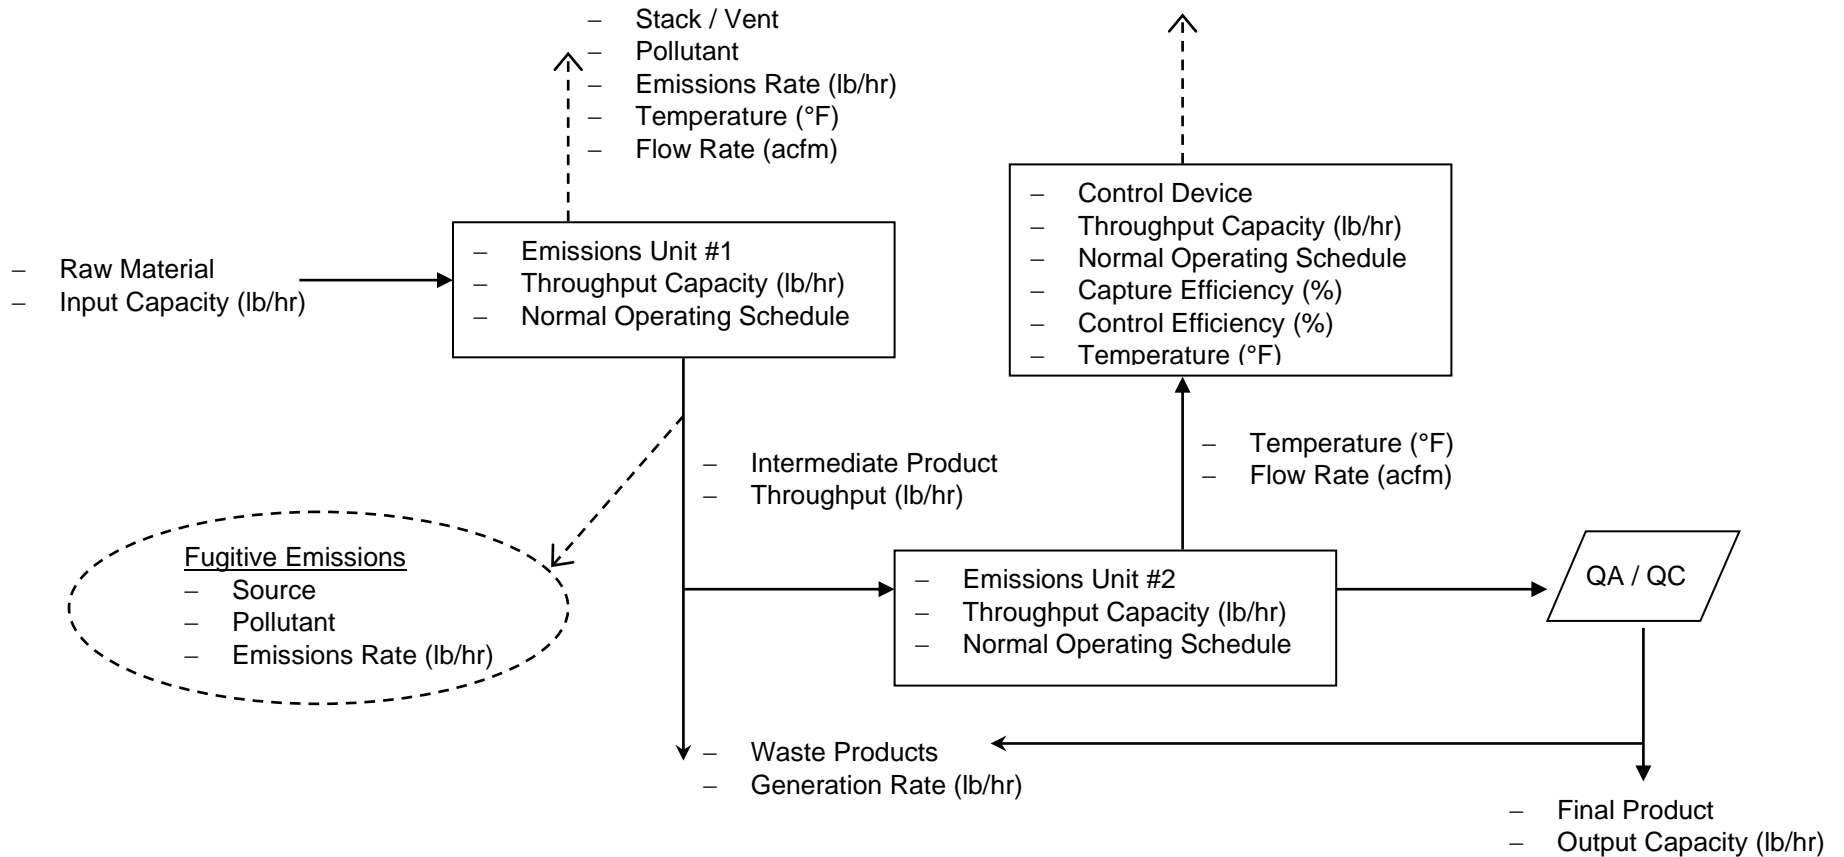 – Stack / Vent
– Pollutant
– Emissions Rate (lb/hr)
– Temperature (°F)
– Flow Rate (acfm)
– Raw Material
– Input Capacity (lb/hr)
– Emissions Unit #1
– Throughput Capacity (lb/hr)
– Normal Operating Schedule
– Control Device
– Throughput Capacity (lb/hr)
– Normal Operating Schedule
– Capture Efficiency (%)
– Control Efficiency (%)
– Temperature (°F)
– Intermediate Product
– Throughput (lb/hr)
– Temperature (°F)
– Flow Rate (acfm)
Fugitive Emissions
– Source
– Pollutant
– Emissions Rate (lb/hr)
– Emissions Unit #2
– Throughput Capacity (lb/hr)
– Normal Operating Schedule
QA / QC
– Waste Products
– Generation Rate (lb/hr)
– Final Product
– Output Capacity (lb/hr)